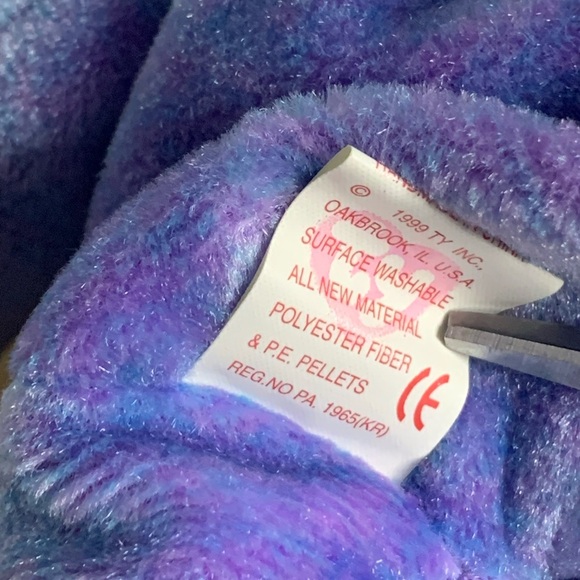 © 1999 TY INC.,
OAKBROOK, IL. U.S.A.
SURFACE WASHABLE
ALL NEW MATERIAL
POLYESTER FIBER
& P.E. PELLETS
REG.NO PA. 1965(KR)
CE